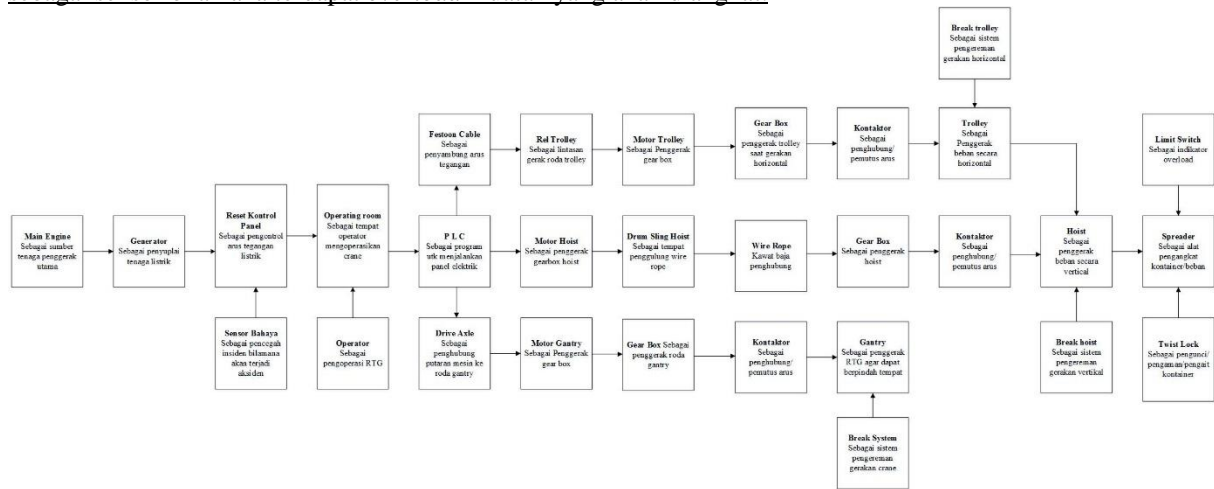 sebagai sensor bilamana terdapat overload muatan yang akan diangkat.
Break trolley
Sebagai sistem
pengereman
gerakan horizontal
Festoon Cable
Sebagai
penyambung arus
tegangan
Rel Trolley
Sebagai lintasan
gerak roda trolley
Motor Trolley
Sebagai Penggerak
gear box
Gear Box
Sebagai
penggerak trolley
saat gerakan
horizontal
Kontaktor
Sebagai
penghubung/
pemutus arus
Trolley
Sebagai
Penggerak
beban secara
horizontal
Limit Switch
Sebagai indikator
overload
Main Engine
Sebagai sumber
tenaga penggerak
utama
Generator
Sebagai penyuplai
tenaga listrik
Reset Kontrol
Panel
Sebagai pengontrol
arus tegangan
listrik
Operating room
Sebagai tempat
operator
mengoperasikan
crane
P L C
Sebagai program
utk menjalankan
panel elektrik
Motor Hoist
Sebagai penggerak
gearbox hoist
Drum Sling Hoist
Sebagai tempat
penggulung wire
rope
Wire Rope
Kawat baja
penghubung
Gear Box
Sebagai penggerak
hoist
Kontaktor
Sebagai
penghubung/
pemutus arus
Hoist
Sebagai
penggerak
beban secara
vertical
Spreader
Sebagai alat
pengangkat
kontainer/beban
Sensor Bahaya
Sebagai pencegah
insiden bilamana
akan terjadi
aksiden
Operator
Sebagai
pengoperasi RTG
Drive Axle
Sebagai
penghubung
putaran mesia ke
roda gantry
Motor Gantry
Sebagai Penggerak
gear box
Gear Box Sebagai
penggerak roda
gantry
Kontaktor
Sebagai
penghubung/
pemutus arus
Gantry
Sebagai penggerak
RTG agar dapat
berpindah tempat
Break hoist
Sebagai sistem
pengereman
gerakan vertikal
Twist Lock
Sebagai pengunci/
pengaman/pengait
kontainer
Break System
Sebagai sistem
pengereman
gerakan crane